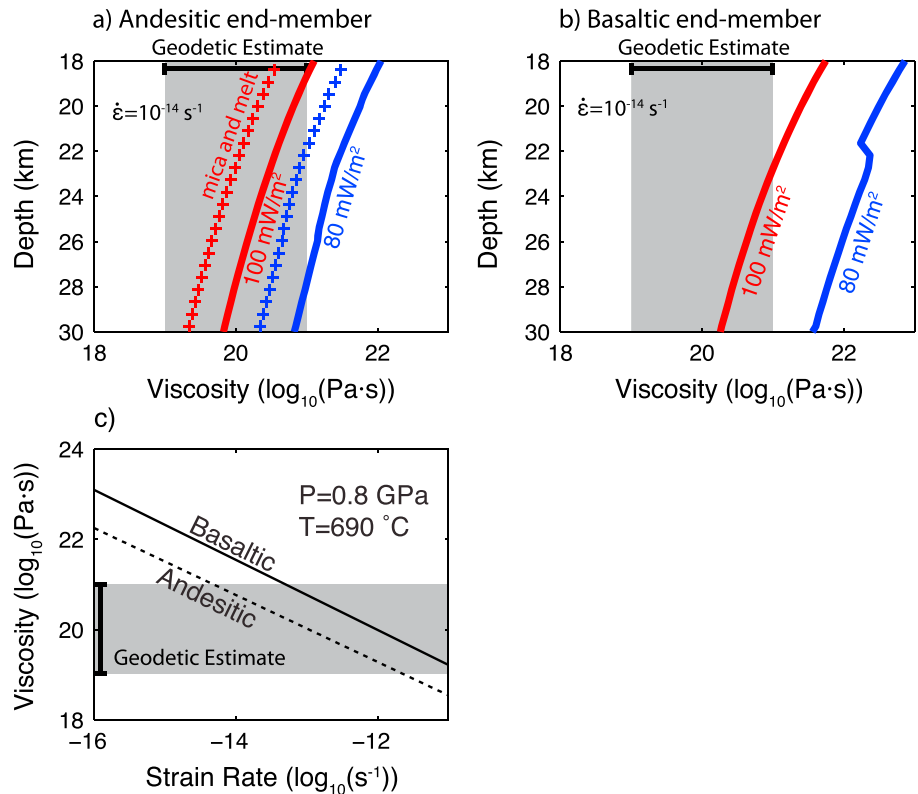 a) Andesitic end-member
Geodetic Estimate
18
20
22
24
26
28
30
Depth (km)
ε̇=10⁻¹⁴ s⁻¹
mica and melt
100 mW/m²
80 mW/m²
18 20 22
Viscosity (log₁₀(Pa·s))
b) Basaltic end-member
Geodetic Estimate
18
20
22
24
26
28
30
Depth (km)
ε̇=10⁻¹⁴ s⁻¹
100 mW/m²
80 mW/m²
18 20 22
Viscosity (log₁₀(Pa·s))
c)
24
22
20
18
Viscosity (log₁₀(Pa·s))
P=0.8 GPa
T=690 ˚C
Basaltic
Andesitic
Geodetic Estimate
−16 −14 −12
Strain Rate (log₁₀(s⁻¹))